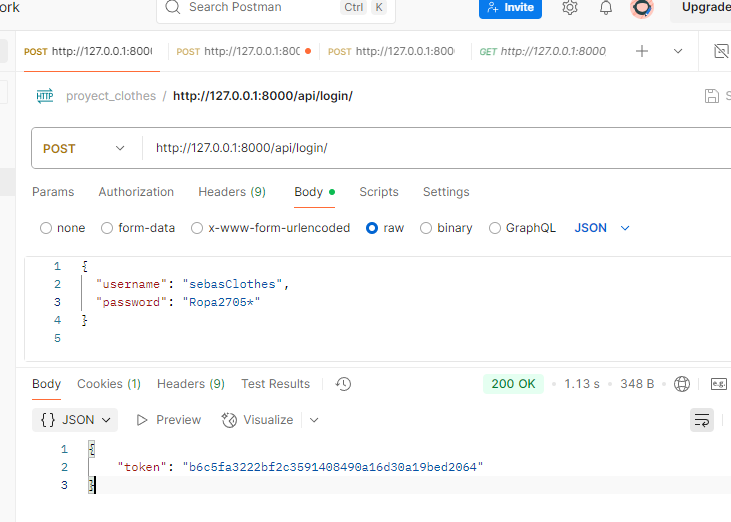 ork Search Postman Ctrl K Invite Upgrade
POST http://127.0.0.1:8000 POST http://127.0.0.1:80C POST http://127.0.0.1:800 GET http://127.0.0.1:8000
HTTP proyect_clothes / http://127.0.0.1:8000/api/login/ S
POST http://127.0.0.1:8000/api/login/
Params Authorization Headers (9) Body Scripts Settings
none form-data x-www-form-urlencoded raw binary GraphQL JSON
1 {
2 "username": "sebasClothes",
3 "password": "Ropa2705*"
4 }
5
Body Cookies (1) Headers (9) Test Results 200 OK 1.13 s 348 B e.g.
{} JSON Preview Visualize
1 {
2 "token": "b6c5fa3222bf2c3591408490a16d30a19bed2064"
3 }